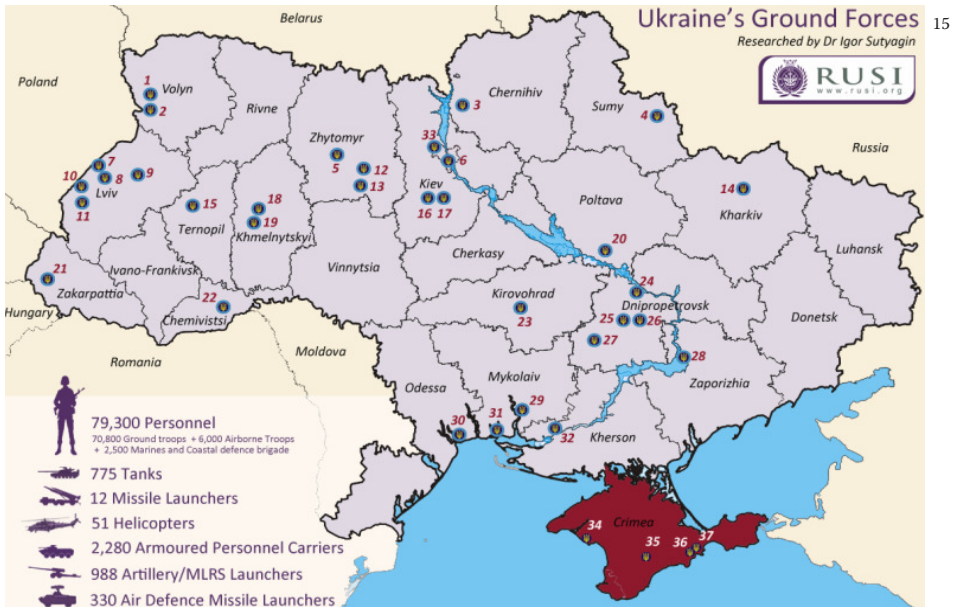 Ukraine's Ground Forces
15
Researched by Dr Igor Sutyagin
RUSI
www.rusi.org
Belarus
Poland
1
Volyn
2
Rivne
Chernihiv
3
Sumy
4
Russia
Zhytomyr
5
12
13
33
6
7
8
9
10
Lviv
11
15
Ternopil
18
19
Khmelnytskyi
Kiev
16
17
Poltava
20
14
Kharkiv
Luhansk
21
Zakarpattia
Ivano-Frankivsk
22
Chemivistsi
Vinnytsia
Cherkasy
Kirovohrad
23
24
Dnipropetrovsk
25
26
27
28
Donetsk
Zaporizhia
Hungary
Romania
Moldova
Odessa
Mykolaiv
29
30
31
32
Kherson
34
Crimea
35
36
37
79,300 Personnel
70,800 Ground troops + 6,000 Airborne Troops
+ 2,500 Marines and Coastal defence brigade
775 Tanks
12 Missile Launchers
51 Helicopters
2,280 Armoured Personnel Carriers
988 Artillery/MLRS Launchers
330 Air Defence Missile Launchers